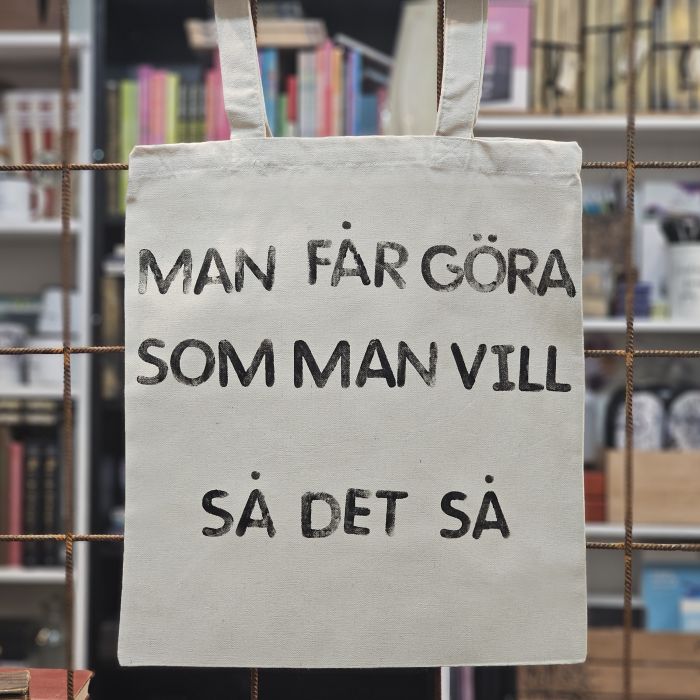 MAN FÅR GÖRA
SOM MAN VILL
SÅ DET SÅ